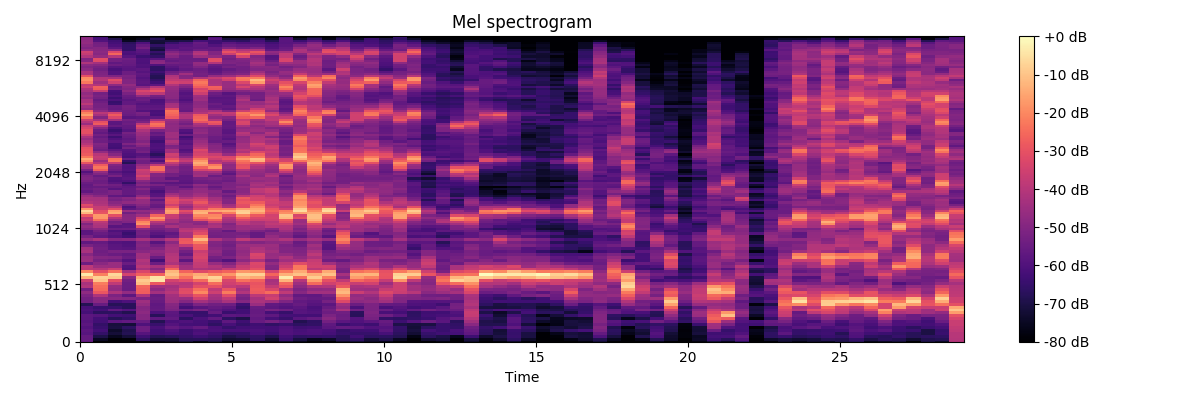 Mel spectrogram
Hz
8192
4096
2048
1024
512
0
0 5 10 15 20 25
Time
+0 dB
-10 dB
-20 dB
-30 dB
-40 dB
-50 dB
-60 dB
-70 dB
-80 dB